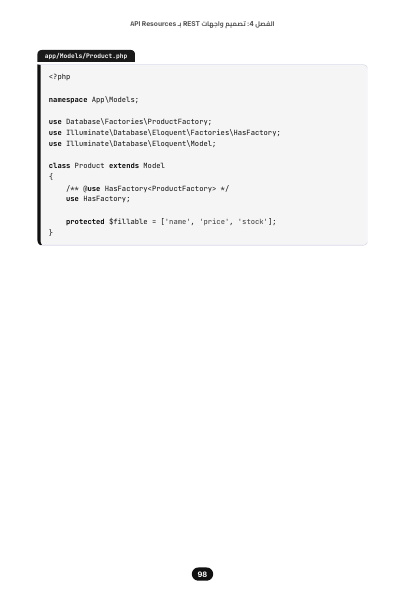 الفصل 4: تصميم واجهات REST بـ API Resources
app/Models/Product.php
<?php
namespace App\Models;
use Database\Factories\ProductFactory;
use Illuminate\Database\Eloquent\Factories\HasFactory;
use Illuminate\Database\Eloquent\Model;
class Product extends Model
{
    /** @use HasFactory<ProductFactory> */
    use HasFactory;
    protected $fillable = ['name', 'price', 'stock'];
}
98